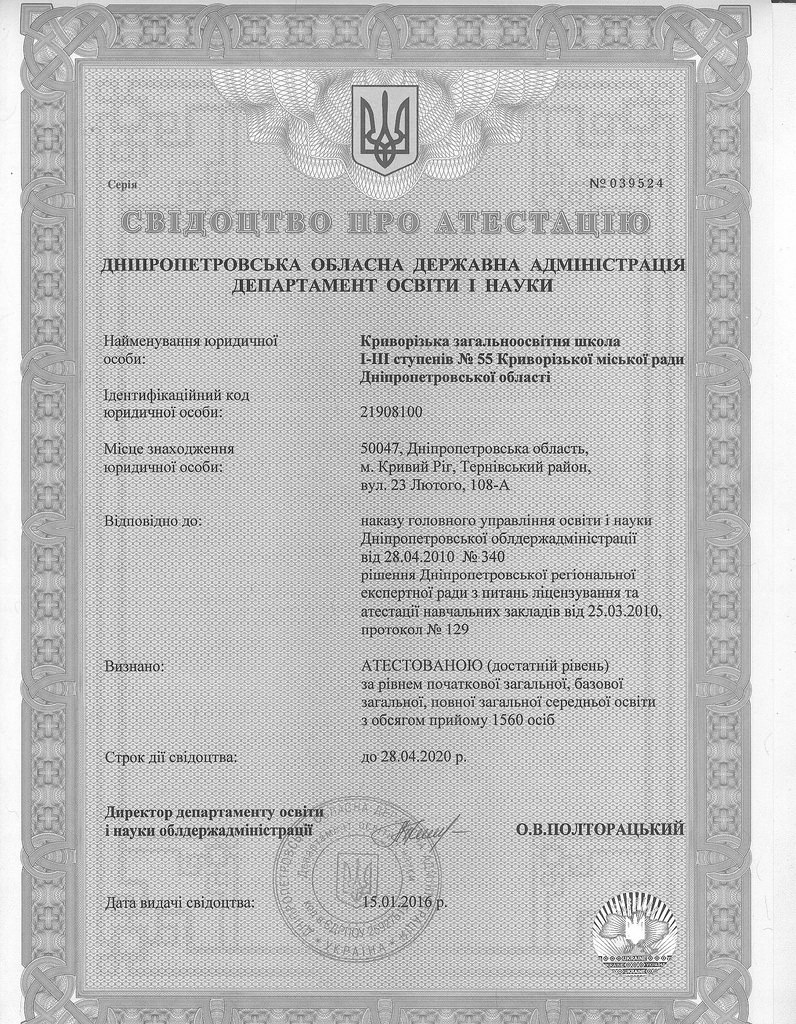 Серія
№ 039524
СВІДОЦТВО ПРО АТЕСТАЦІЮ
ДНІПРОПЕТРОВСЬКА ОБЛАСНА ДЕРЖАВНА АДМІНІСТРАЦІЯ
ДЕПАРТАМЕНТ ОСВІТИ І НАУКИ
Найменування юридичної
особи:
Криворізька загальноосвітня школа
І-ІІІ ступенів № 55 Криворізької міської ради
Дніпропетровської області
Ідентифікаційний код
юридичної особи:
21908100
Місце знаходження
юридичної особи:
50047, Дніпропетровська область,
м. Кривий Ріг, Тернівський район,
вул. 23 Лютого, 108-А
Відповідно до:
наказу головного управління освіти і науки
Дніпропетровської облдержадміністрації
від 28.04.2010 № 340
рішення Дніпропетровської регіональної
експертної ради з питань ліцензування та
атестації навчальних закладів від 25.03.2010,
протокол № 129
Визнано:
АТЕСТОВАНОЮ (достатній рівень)
за рівнем початкової загальної, базової
загальної, повної загальної середньої освіти
з обсягом прийому 1560 осіб
Строк дії свідоцтва:
до 28.04.2020 р.
Директор департаменту освіти
і науки облдержадміністрації
О.В.ПОЛТОРАЦЬКИЙ
Дата видачі свідоцтва:
15.01.2016 р.
УКРАЇНА